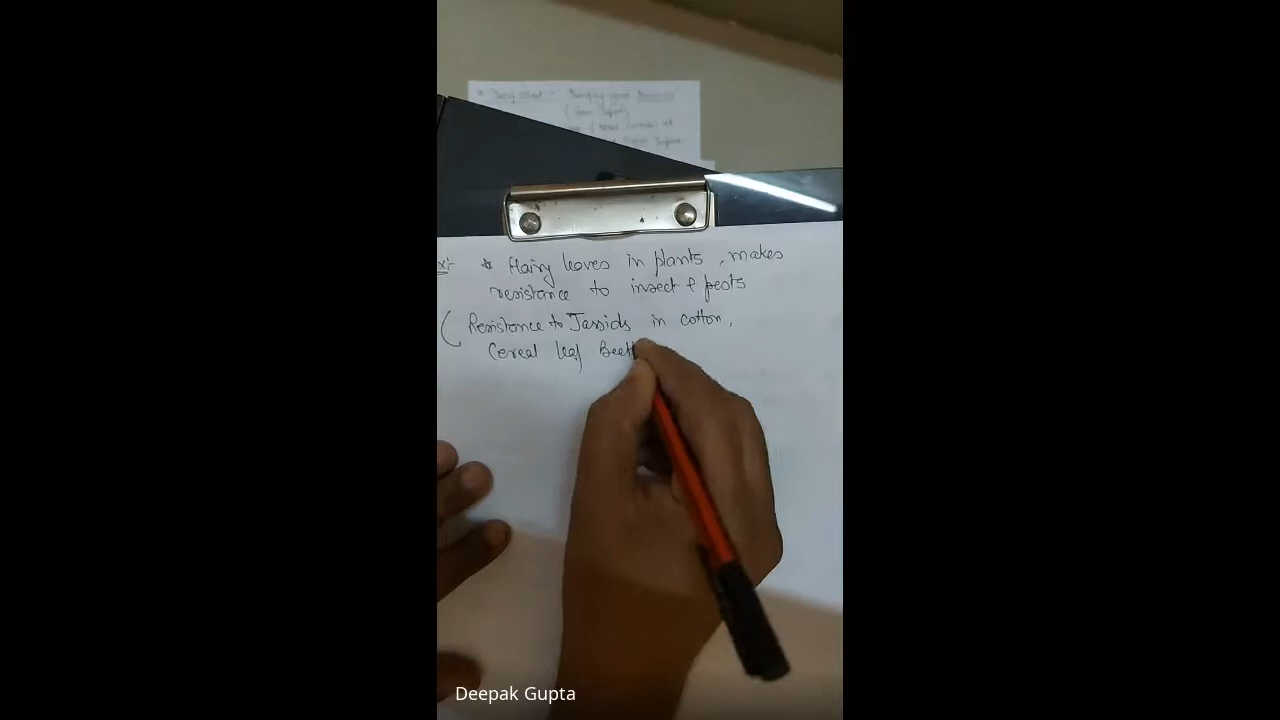 Ex:- * Hairy leaves in plants, makes
resistance to insect & pests
( Resistance to Jassids in cotton,
Cereal leaf Beetl
Deepak Gupta